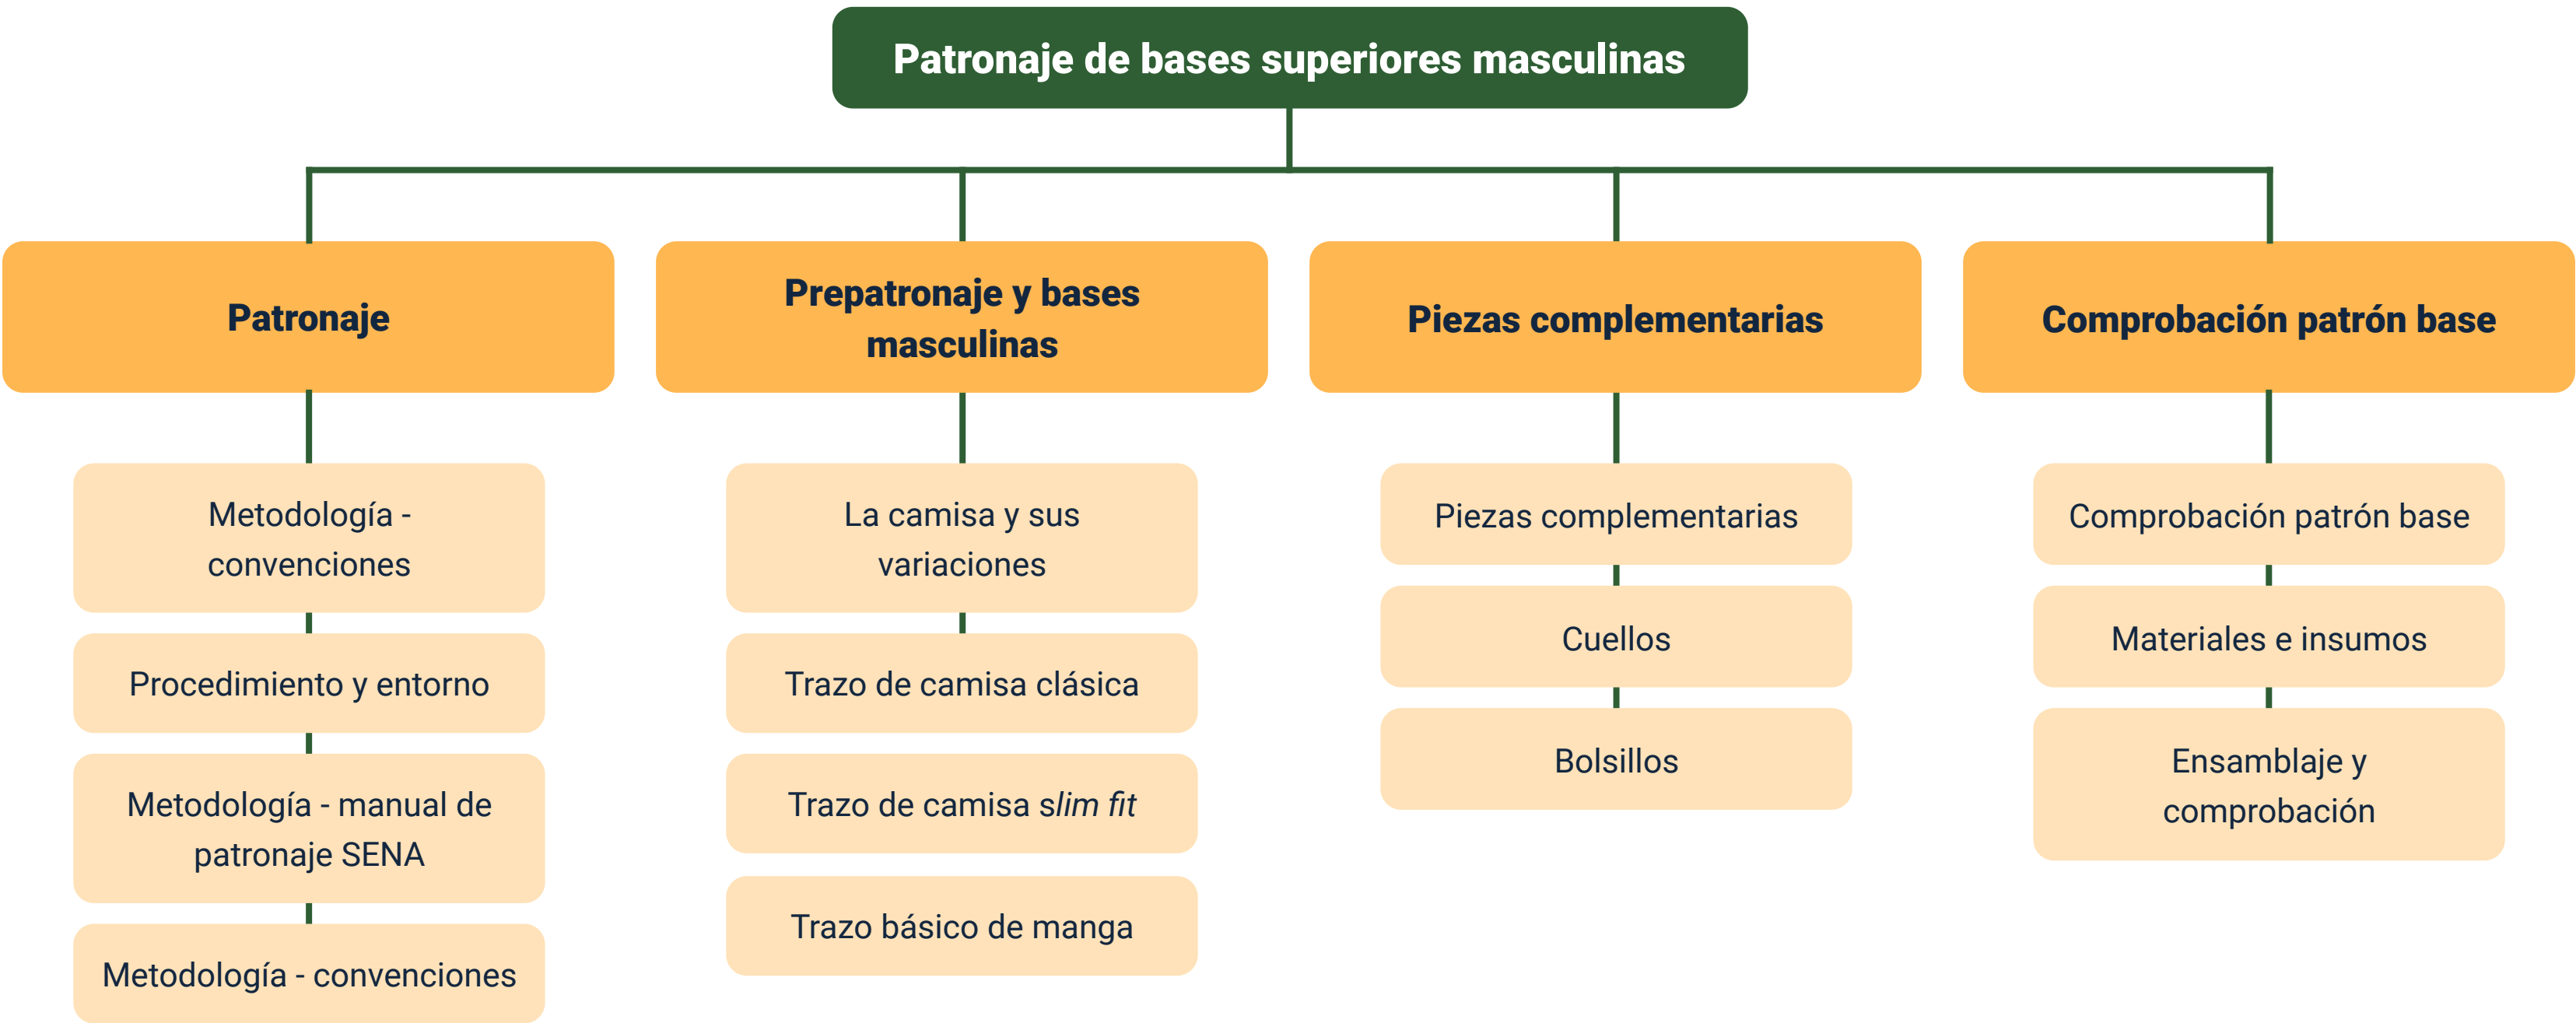 Patronaje de bases superiores masculinas
Patronaje
Metodología -
convenciones
Procedimiento y entorno
Metodología - manual de
patronaje SENA
Metodología - convenciones
Prepatronaje y bases
masculinas
La camisa y sus
variaciones
Trazo de camisa clásica
Trazo de camisa slim fit
Trazo básico de manga
Piezas complementarias
Piezas complementarias
Cuellos
Bolsillos
Comprobación patrón base
Comprobación patrón base
Materiales e insumos
Ensamblaje y
comprobación